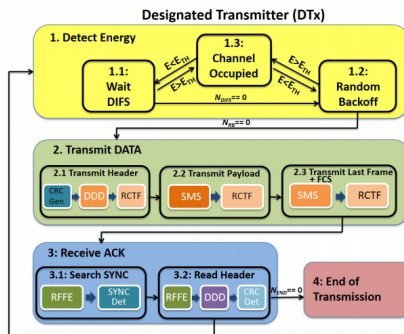 Designated Transmitter (DTx)
1. Detect Energy
1.3:
Channel
Occupied
E<E_TH
E>E_TH
E>E_TH
E<E_TH
1.1:
Wait
DIFS
1.2:
Random
Backoff
N_DIFS==0
N_RB==0
2. Transmit DATA
2.1 Transmit Header
CRC
Gen
DDD
RCTF
2.2 Transmit Payload
SMS
RCTF
2.3 Transmit Last Frame
+ FCS
SMS
RCTF
3: Receive ACK
3.1: Search SYNC
RFFE
SYNC
Det
3.2: Read Header
RFFE
DDD
CRC
Det
N_END==0
4: End of
Transmission